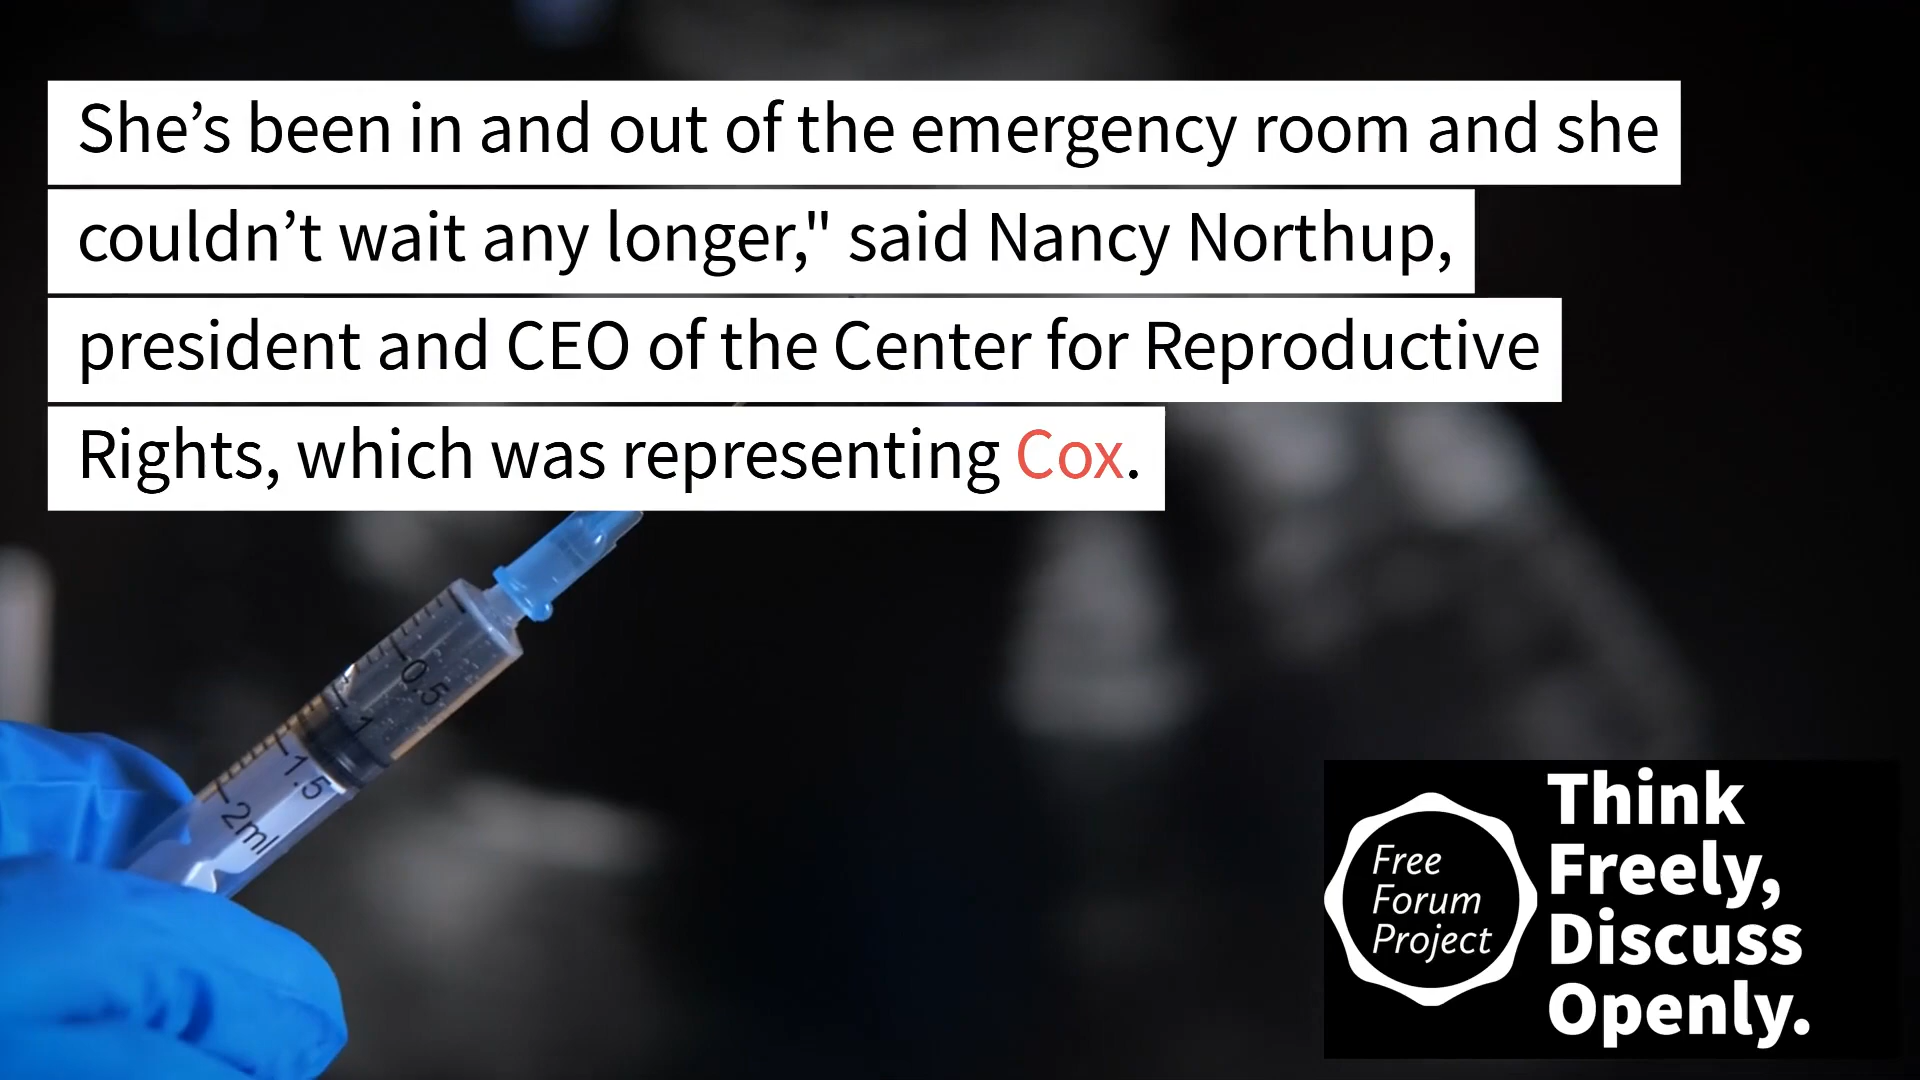 She’s been in and out of the emergency room and she
couldn’t wait any longer," said Nancy Northup,
president and CEO of the Center for Reproductive
Rights, which was representing Cox.
0.5
1
1.5
2ml
Free
Forum
Project
Think
Freely,
Discuss
Openly.